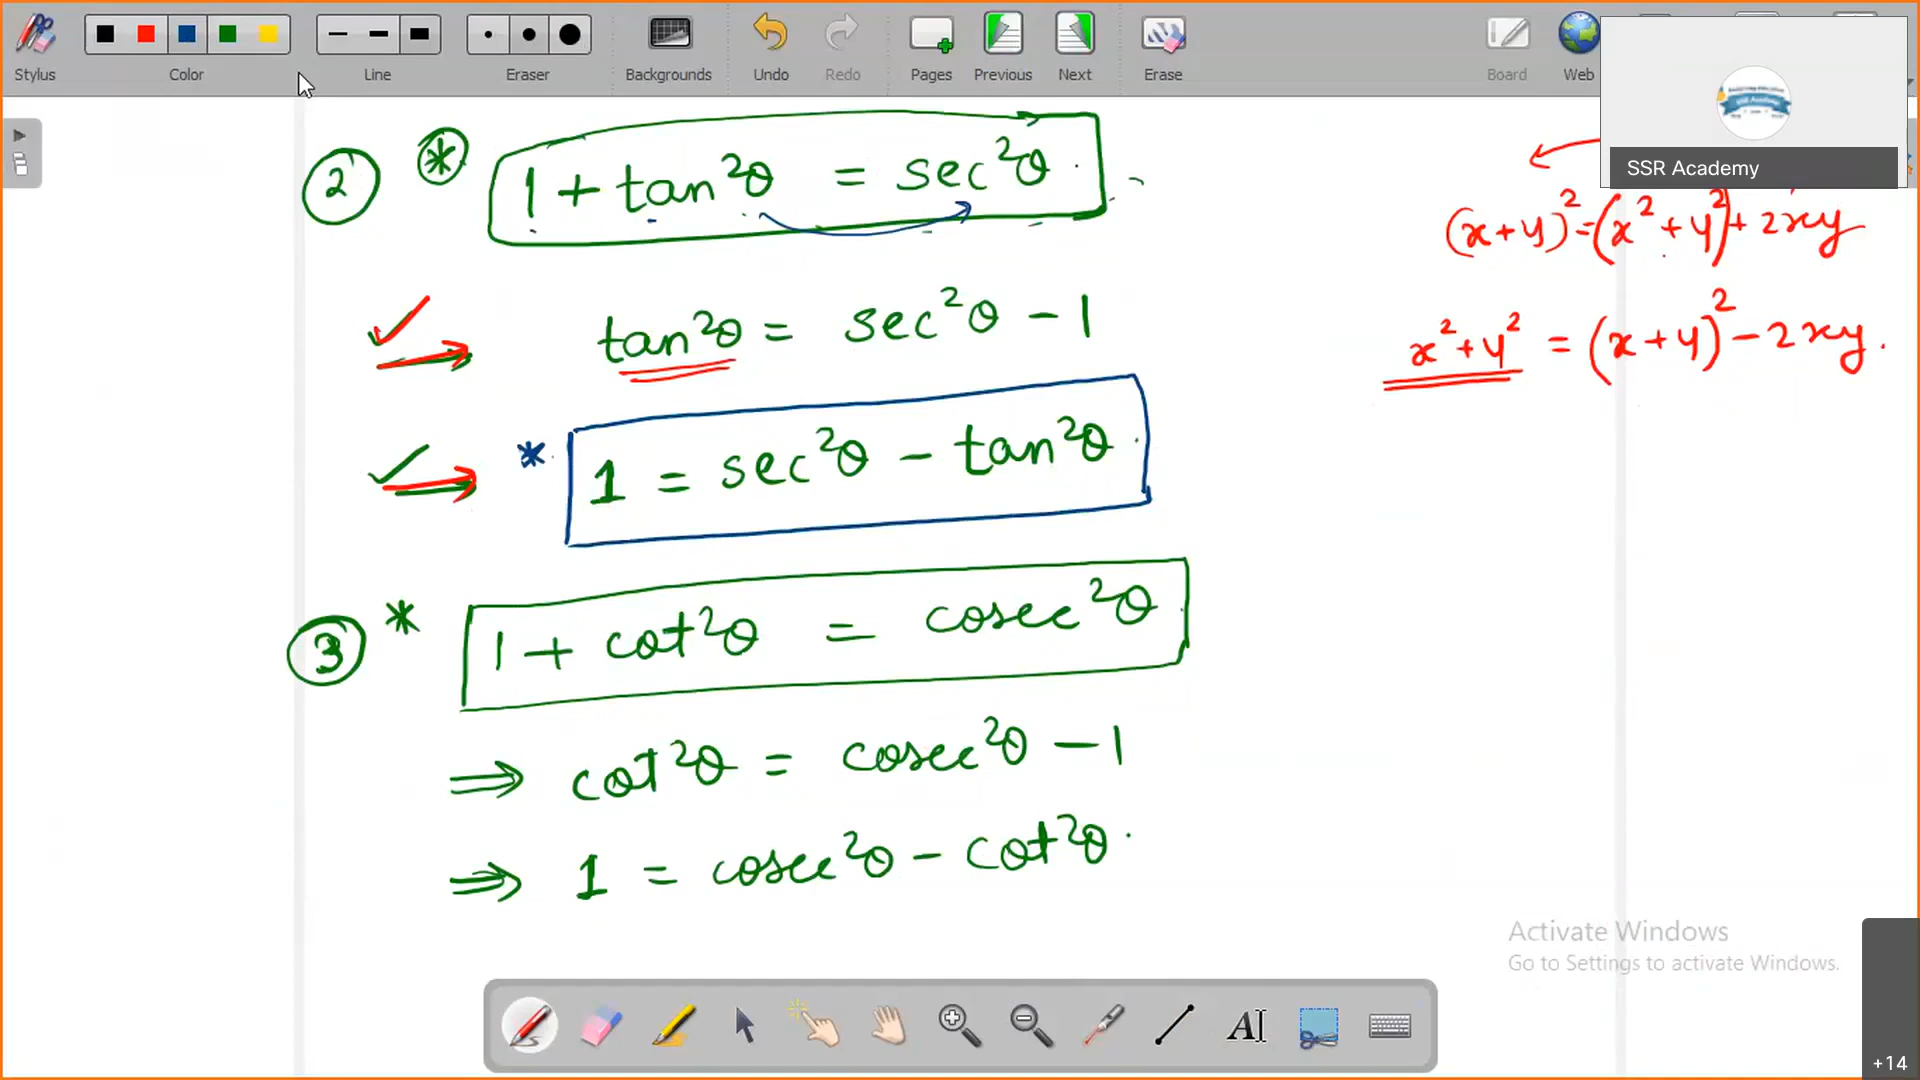 Stylus
Color
Line
Eraser
Backgrounds
Undo
Redo
Pages
Previous
Next
Erase
Board
Web
SSR Academy
② * 1 + tan²θ = sec²θ
tan²θ = sec²θ - 1
* 1 = sec²θ - tan²θ
③ * 1 + cot²θ = cosec²θ
⇒ cot²θ = cosec²θ - 1
⇒ 1 = cosec²θ - cot²θ
(x+y)² = (x²+y²) + 2xy
x²+y² = (x+y)² - 2xy.
Activate Windows
Go to Settings to activate Windows.
+14